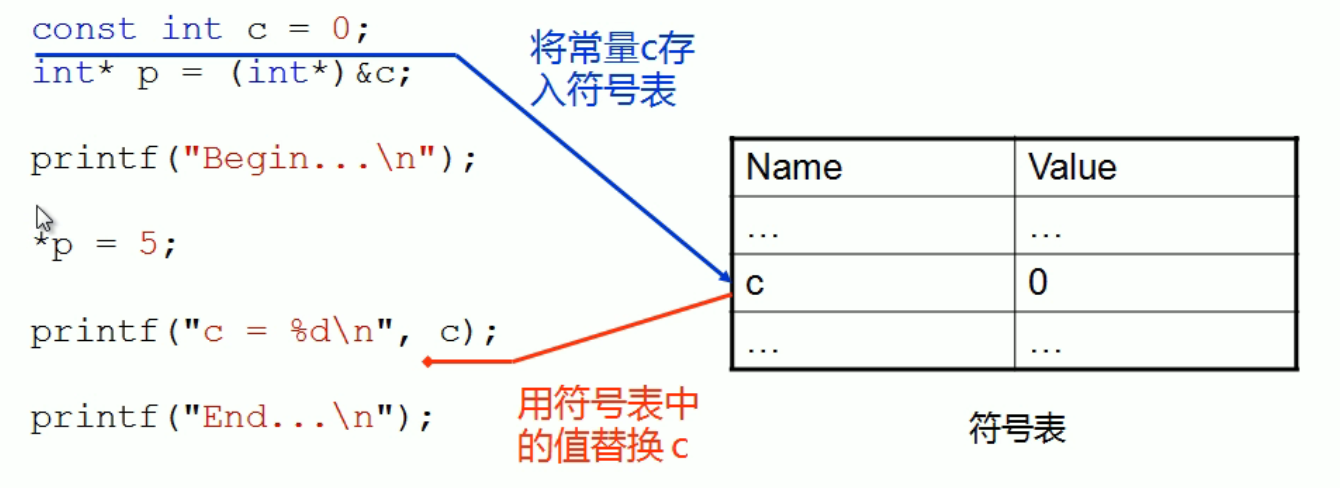 const int c = 0;
int* p = (int*)&c;
printf("Begin...\n");
*p = 5;
printf("c = %d\n", c);
printf("End...\n");
将常量c存
入符号表
Name Value
... ...
c 0
... ...
符号表
用符号表中
的值替换 c